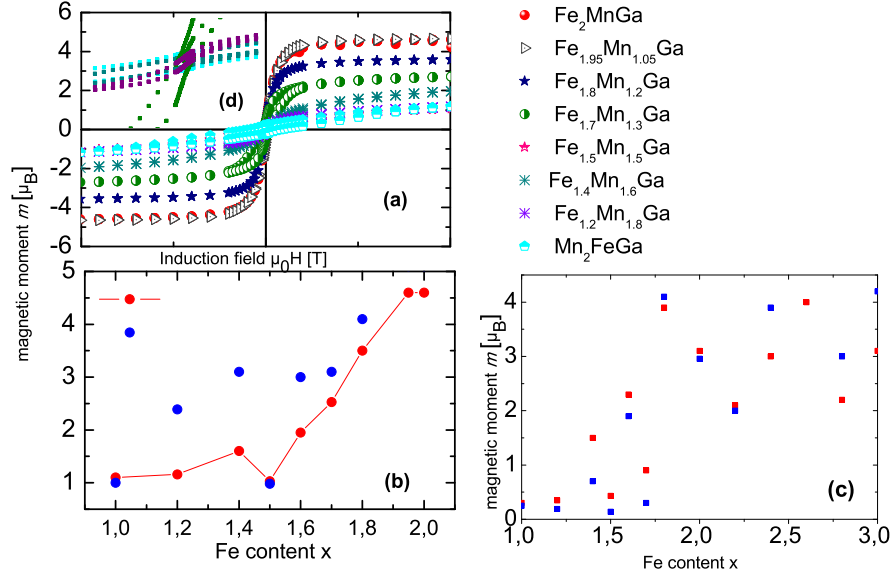 6
4
2
0
-2
-4
-6
(d)
(a)
magnetic moment m [μB]
Induction field μ0H [T]
Fe2MnGa
Fe1.95Mn1.05Ga
Fe1.8Mn1.2Ga
Fe1.7Mn1.3Ga
Fe1.5Mn1.5Ga
Fe1.4Mn1.6Ga
Fe1.2Mn1.8Ga
Mn2FeGa
5
4
3
2
1
(b)
1,0 1,2 1,4 1,6 1,8 2,0
Fe content x
magnetic moment m [μB]
4
3
2
1
0
(c)
1,0 1,5 2,0 2,5 3,0
Fe content x